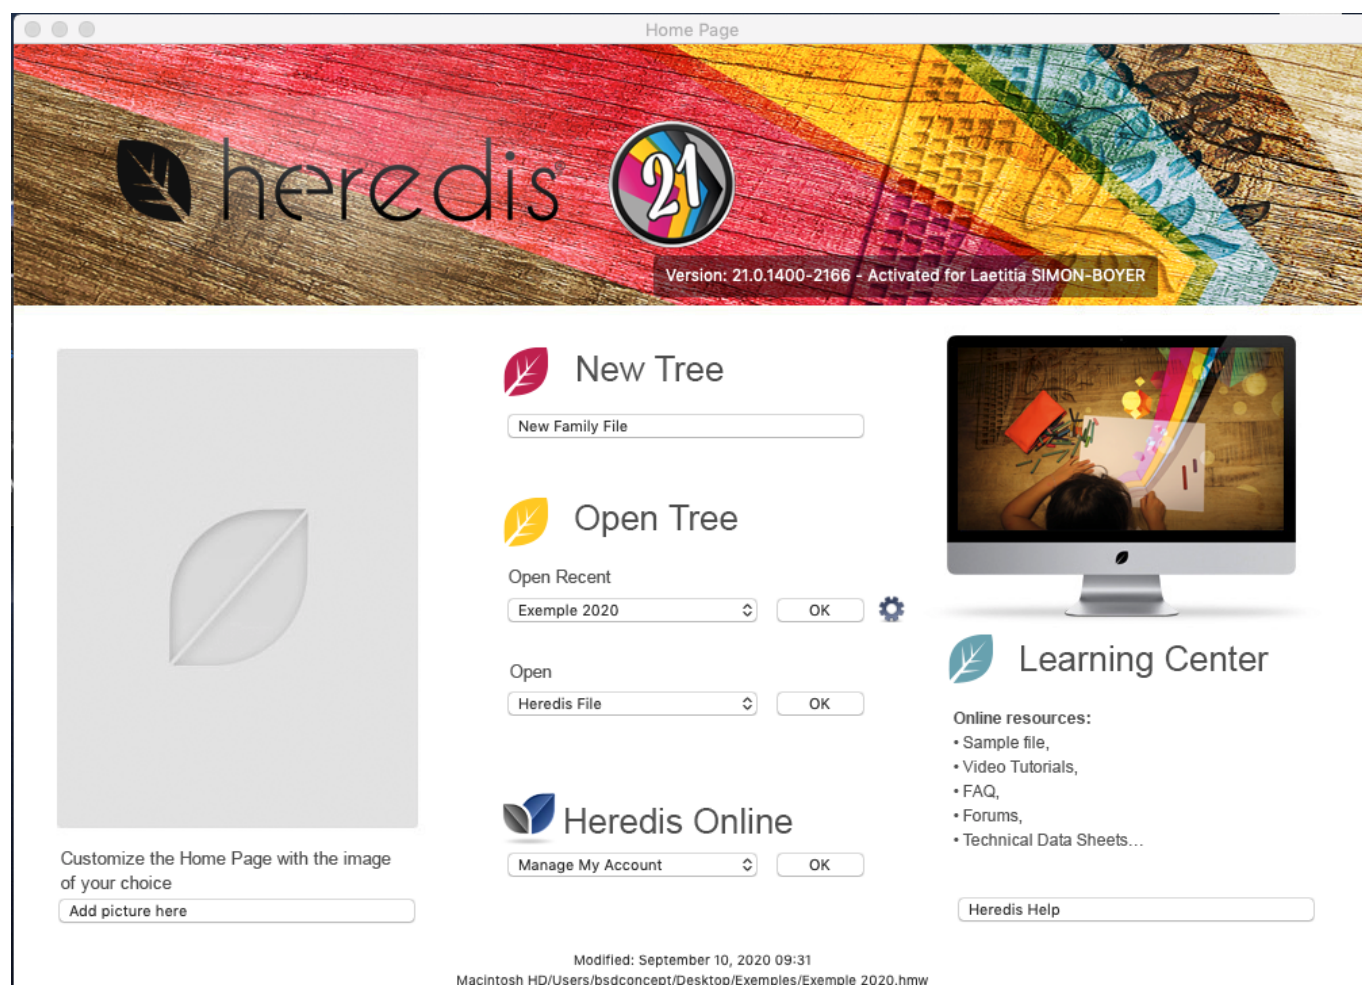 Home Page
heredis
21
Version: 21.0.1400-2166 - Activated for Laetitia SIMON-BOYER
New Tree
New Family File
Open Tree
Open Recent
Exemple 2020
OK
Open
Heredis File
OK
Heredis Online
Manage My Account
OK
Customize the Home Page with the image
of your choice
Add picture here
Learning Center
Online resources:
• Sample file,
• Video Tutorials,
• FAQ,
• Forums,
• Technical Data Sheets...
Heredis Help
Modified: September 10, 2020 09:31
Macintosh HD/Users/bsdconcept/Desktop/Exemples/Exemple 2020.hmw